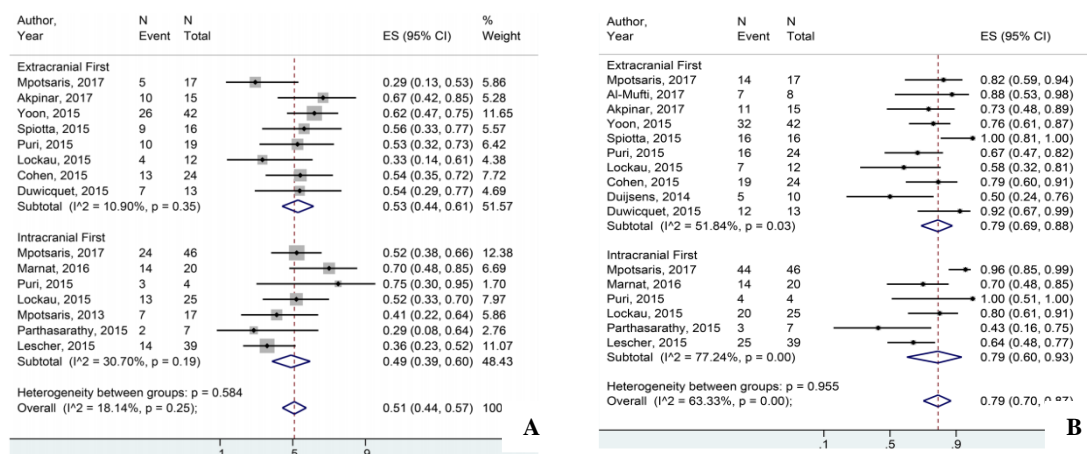 Author, N N %
Year Event Total ES (95% CI) Weight
Extracranial First
Mpotsaris, 2017 5 17 0.29 (0.13, 0.53) 5.86
Akpinar, 2017 10 15 0.67 (0.42, 0.85) 5.28
Yoon, 2015 26 42 0.62 (0.47, 0.75) 11.65
Spiotta, 2015 9 16 0.56 (0.33, 0.77) 5.57
Puri, 2015 10 19 0.53 (0.32, 0.73) 6.42
Lockau, 2015 4 12 0.33 (0.14, 0.61) 4.38
Cohen, 2015 13 24 0.54 (0.35, 0.72) 7.72
Duwicquet, 2015 7 13 0.54 (0.29, 0.77) 4.69
Subtotal (I^2 = 10.90%, p = 0.35) 0.53 (0.44, 0.61) 51.57
Intracranial First
Mpotsaris, 2017 24 46 0.52 (0.38, 0.66) 12.38
Marnat, 2016 14 20 0.70 (0.48, 0.85) 6.69
Puri, 2015 3 4 0.75 (0.30, 0.95) 1.70
Lockau, 2015 13 25 0.52 (0.33, 0.70) 7.97
Mpotsaris, 2013 7 17 0.41 (0.22, 0.64) 5.86
Parthasarathy, 2015 2 7 0.29 (0.08, 0.64) 2.76
Lescher, 2015 14 39 0.36 (0.23, 0.52) 11.07
Subtotal (I^2 = 30.70%, p = 0.19) 0.49 (0.39, 0.60) 48.43
Heterogeneity between groups: p = 0.584
Overall (I^2 = 18.14%, p = 0.25); 0.51 (0.44, 0.57) 100
A
.1 .5 .9
Author, N N
Year Event Total ES (95% CI)
Extracranial First
Mpotsaris, 2017 14 17 0.82 (0.59, 0.94)
Al-Mufti, 2017 7 8 0.88 (0.53, 0.98)
Akpinar, 2017 11 15 0.73 (0.48, 0.89)
Yoon, 2015 32 42 0.76 (0.61, 0.87)
Spiotta, 2015 16 16 1.00 (0.81, 1.00)
Puri, 2015 16 24 0.67 (0.47, 0.82)
Lockau, 2015 7 12 0.58 (0.32, 0.81)
Cohen, 2015 19 24 0.79 (0.60, 0.91)
Duijsens, 2014 5 10 0.50 (0.24, 0.76)
Duwicquet, 2015 12 13 0.92 (0.67, 0.99)
Subtotal (I^2 = 51.84%, p = 0.03) 0.79 (0.69, 0.88)
Intracranial First
Mpotsaris, 2017 44 46 0.96 (0.85, 0.99)
Marnat, 2016 14 20 0.70 (0.48, 0.85)
Puri, 2015 4 4 1.00 (0.51, 1.00)
Lockau, 2015 20 25 0.80 (0.61, 0.91)
Parthasarathy, 2015 3 7 0.43 (0.16, 0.75)
Lescher, 2015 25 39 0.64 (0.48, 0.77)
Subtotal (I^2 = 77.24%, p = 0.00) 0.79 (0.60, 0.93)
Heterogeneity between groups: p = 0.955
Overall (I^2 = 63.33%, p = 0.00); 0.79 (0.70, 0.87)
B
.1 .5 .9